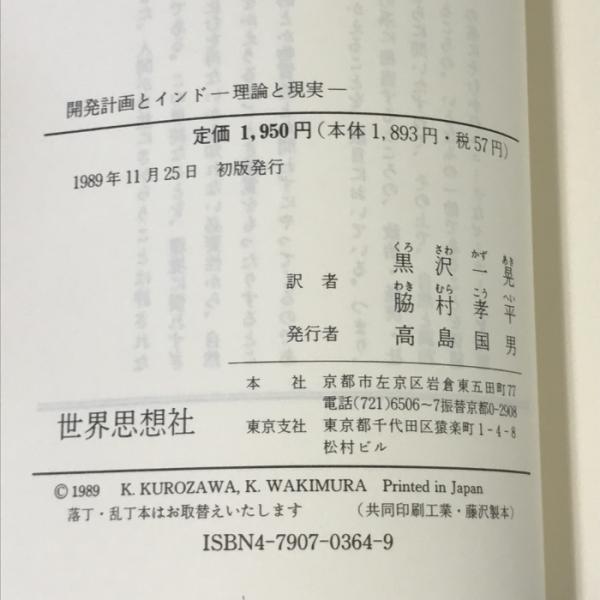 開発計画とインド―理論と現実―
定価 1,950円(本体1,893円・税57円)
1989年11月25日 初版発行
くろ さわ かず あき
訳者 黒沢一晃
わき むら こう へい
脇村孝平
発行者 高島国男
世界思想社
本社 京都市左京区岩倉東五田町77
電話(721)6506~7振替京都0-2908
東京支社 東京都千代田区猿楽町1-4-8
松村ビル
©1989 K. KUROZAWA, K. WAKIMURA Printed in Japan
落丁・乱丁本はお取替えいたします (共同印刷工業・藤沢製本)
ISBN4-7907-0364-9